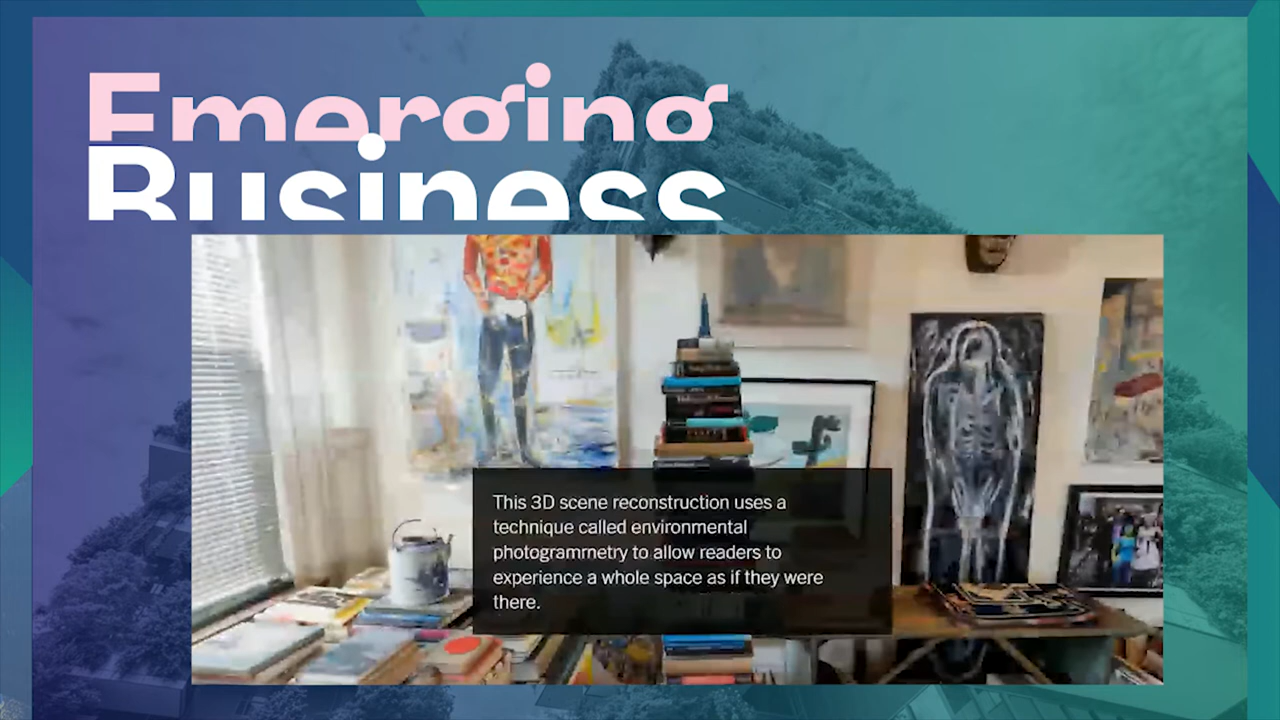 Emerging
Business
This 3D scene reconstruction uses a
technique called environmental
photogrammetry to allow readers to
experience a whole space as if they were
there.